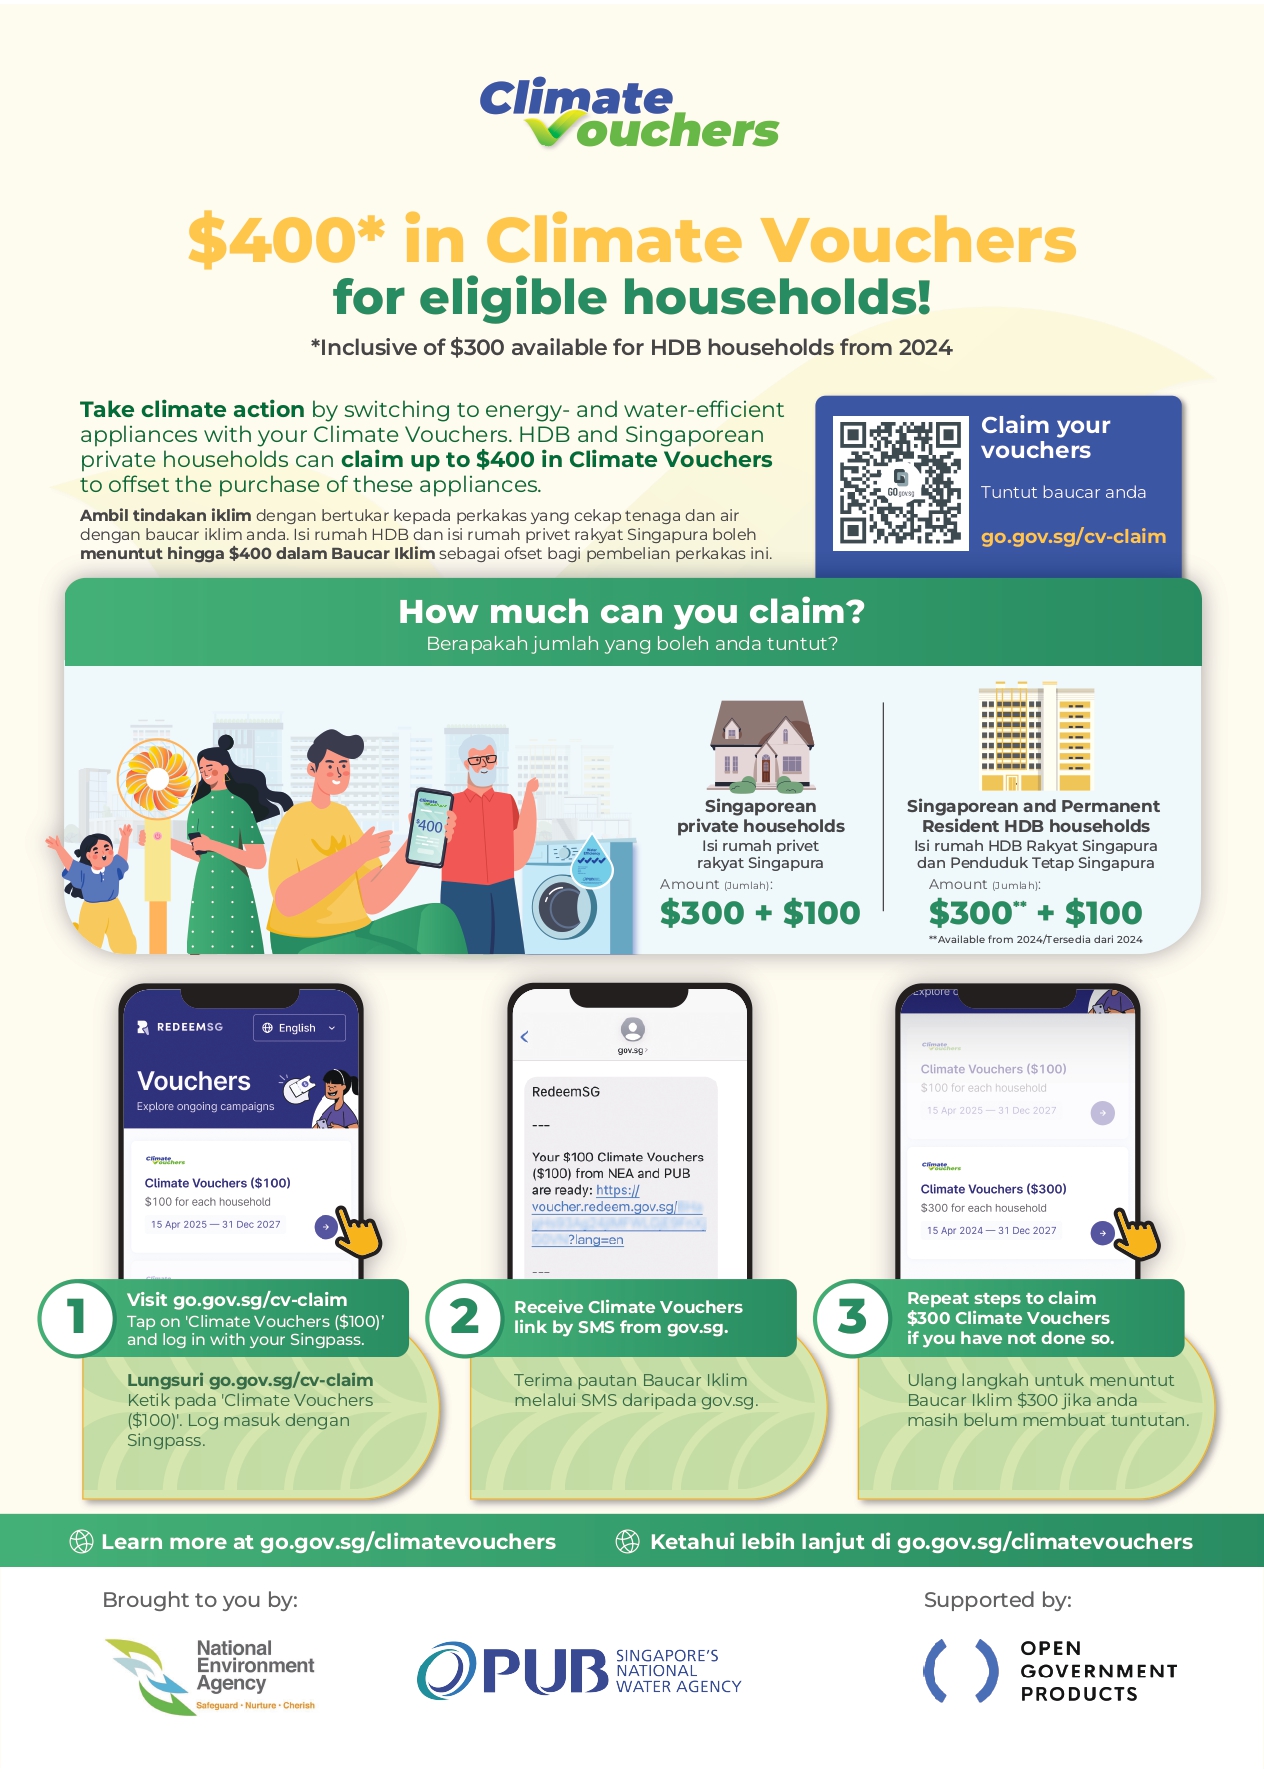 Climate
Vouchers
$400* in Climate Vouchers
for eligible households!
*Inclusive of $300 available for HDB households from 2024
Take climate action by switching to energy- and water-efficient
appliances with your Climate Vouchers. HDB and Singaporean
private households can claim up to $400 in Climate Vouchers
to offset the purchase of these appliances.
Ambil tindakan iklim dengan bertukar kepada perkakas yang cekap tenaga dan air
dengan baucar iklim anda. Isi rumah HDB dan isi rumah privet rakyat Singapura boleh
menuntut hingga $400 dalam Baucar Iklim sebagai ofset bagi pembelian perkakas ini.
GOgov.sg
Claim your
vouchers
Tuntut baucar anda
go.gov.sg/cv-claim
How much can you claim?
Berapakah jumlah yang boleh anda tuntut?
Climate
Vouchers
$400
Singaporean
private households
Isi rumah privet
rakyat Singapura
Amount (Jumlah):
$300 + $100
Singaporean and Permanent
Resident HDB households
Isi rumah HDB Rakyat Singapura
dan Penduduk Tetap Singapura
Amount (Jumlah):
$300** + $100
**Available from 2024/Tersedia dari 2024
REDEEMSG
English
Vouchers
Explore ongoing campaigns
Climate
Vouchers
Climate Vouchers ($100)
$100 for each household
15 Apr 2025 — 31 Dec 2027
1
Visit go.gov.sg/cv-claim
Tap on 'Climate Vouchers ($100)’
and log in with your Singpass.
Lungsuri go.gov.sg/cv-claim
Ketik pada 'Climate Vouchers
($100)'. Log masuk dengan
Singpass.
gov.sg
RedeemSG
---
Your $100 Climate Vouchers
($100) from NEA and PUB
are ready: https://
voucher.redeem.gov.sg/
?lang=en
---
2
Receive Climate Vouchers
link by SMS from gov.sg.
Terima pautan Baucar Iklim
melalui SMS daripada gov.sg.
Climate
Vouchers
Climate Vouchers ($100)
$100 for each household
15 Apr 2025 — 31 Dec 2027
Climate
Vouchers
Climate Vouchers ($300)
$300 for each household
15 Apr 2024 — 31 Dec 2027
3
Repeat steps to claim
$300 Climate Vouchers
if you have not done so.
Ulang langkah untuk menuntut
Baucar Iklim $300 jika anda
masih belum membuat tuntutan.
Learn more at go.gov.sg/climatevouchers
Ketahui lebih lanjut di go.gov.sg/climatevouchers
Brought to you by:
National
Environment
Agency
Safeguard · Nurture · Cherish
PUB
SINGAPORE'S
NATIONAL
WATER AGENCY
Supported by:
OPEN
GOVERNMENT
PRODUCTS